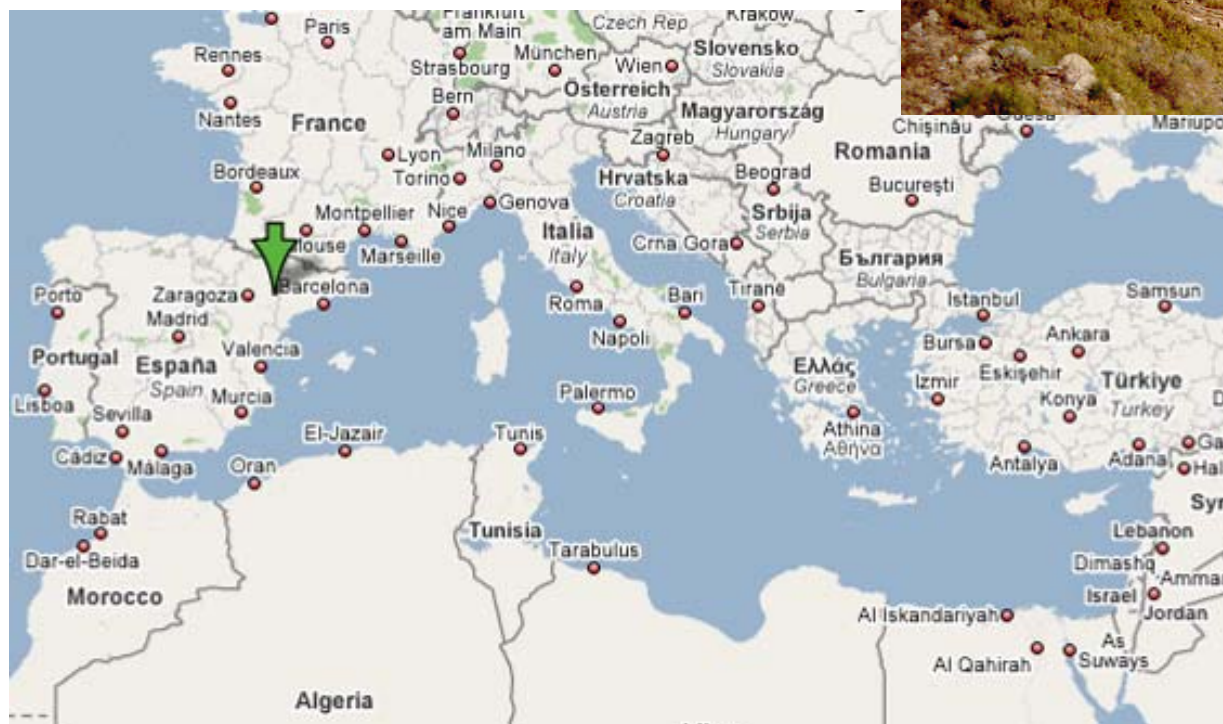 Paris
Frankfurt
am Main
Czech Rep
Kraków
Rennes
Strasbourg
München
Wien
Slovensko
Slovakia
Österreich
Austria
Bern
Nantes
France
Magyarország
Hungary
Chişinău
Lyon
Milano
Zagreb
Romania
Bordeaux
Torino
Hrvatska
Croatia
Beograd
Bucureşti
Montpellier
Nice
Genova
Srbija
Serbia
Marseille
Italia
Italy
Crna Gora
България
Bulgaria
Porto
Zaragoza
Barcelona
Roma
Bari
Tirane
Istanbul
Samsun
Madrid
Napoli
Bursa
Ankara
Portugal
España
Spain
Valencia
Ελλάς
Greece
Izmir
Eskişehir
Türkiye
Turkey
Lisboa
Murcia
Palermo
Konya
Sevilla
Athina
Αθήνα
Cádiz
Málaga
El-Jazair
Oran
Tunis
Antalya
Adana
Rabat
Tunisia
Lebanon
Dar-el-Beida
Tarabulus
Dimashq
Morocco
Israel
Jordan
Al Iskandariyah
Al Qahirah
As
Suways
Algeria